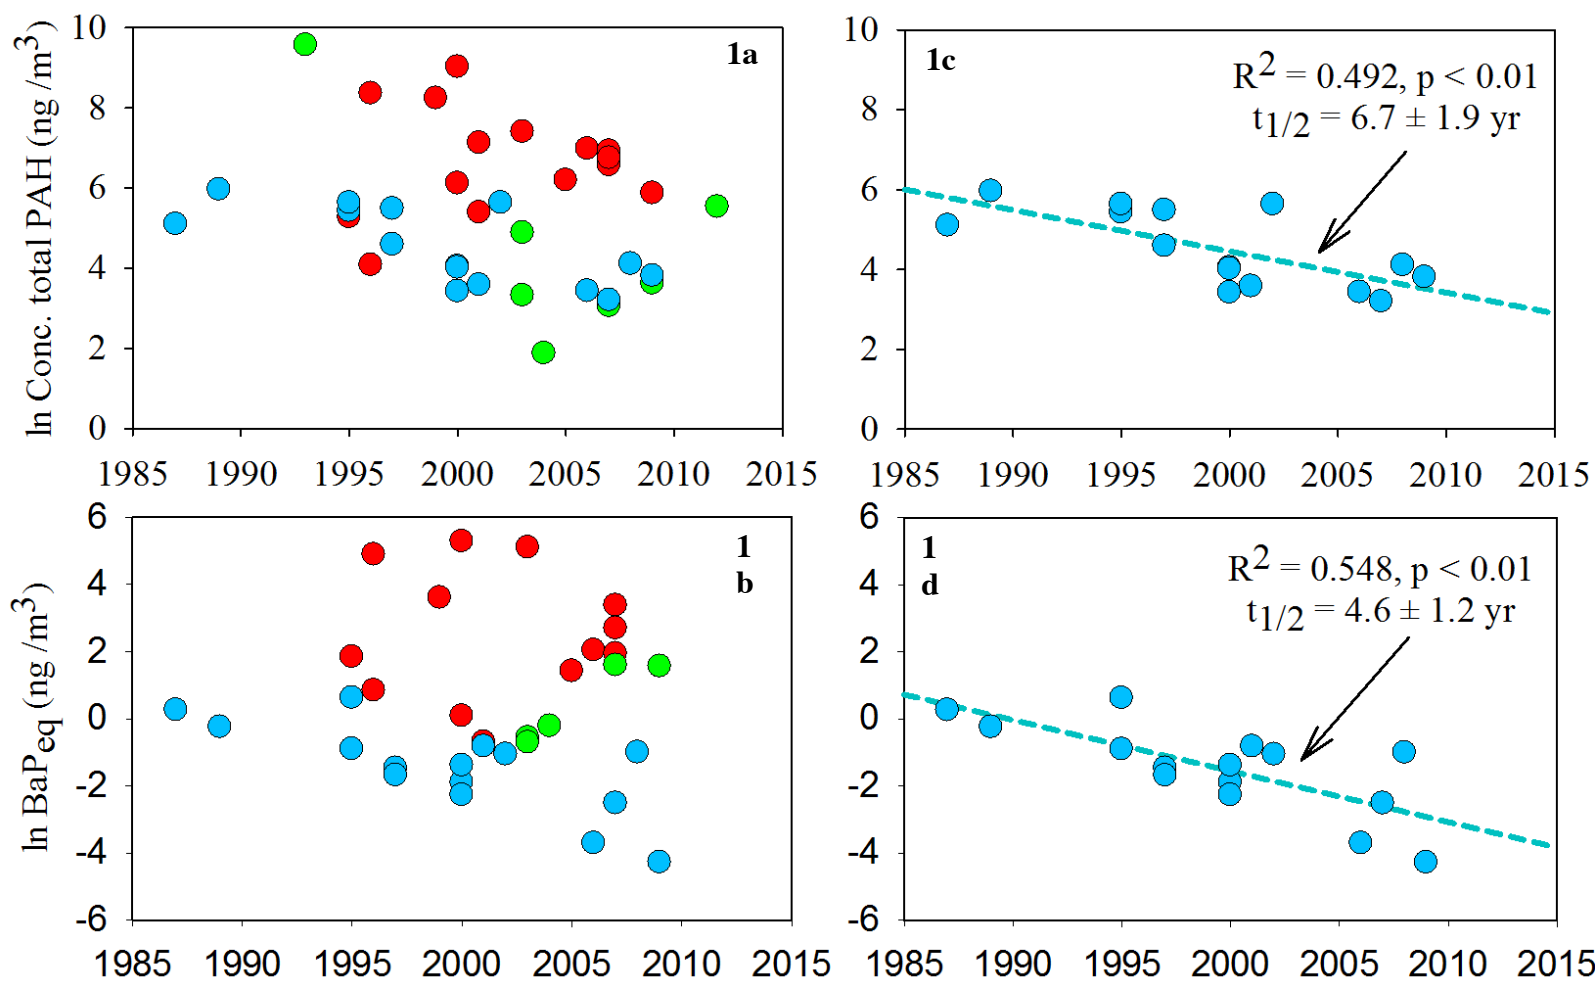 ln Conc. total PAH (ng /m³)
10
8
6
4
2
0
1985 1990 1995 2000 2005 2010 2015
1a
10
8
6
4
2
0
1985 1990 1995 2000 2005 2010 2015
1c
R² = 0.492, p < 0.01
t1/2 = 6.7 ± 1.9 yr
ln BaPeq (ng /m³)
6
4
2
0
-2
-4
-6
1985 1990 1995 2000 2005 2010 2015
1
b
6
4
2
0
-2
-4
-6
1985 1990 1995 2000 2005 2010 2015
1
d
R² = 0.548, p < 0.01
t1/2 = 4.6 ± 1.2 yr